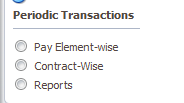 Periodic Transactions
Pay Element-wise
Contract-Wise
Reports